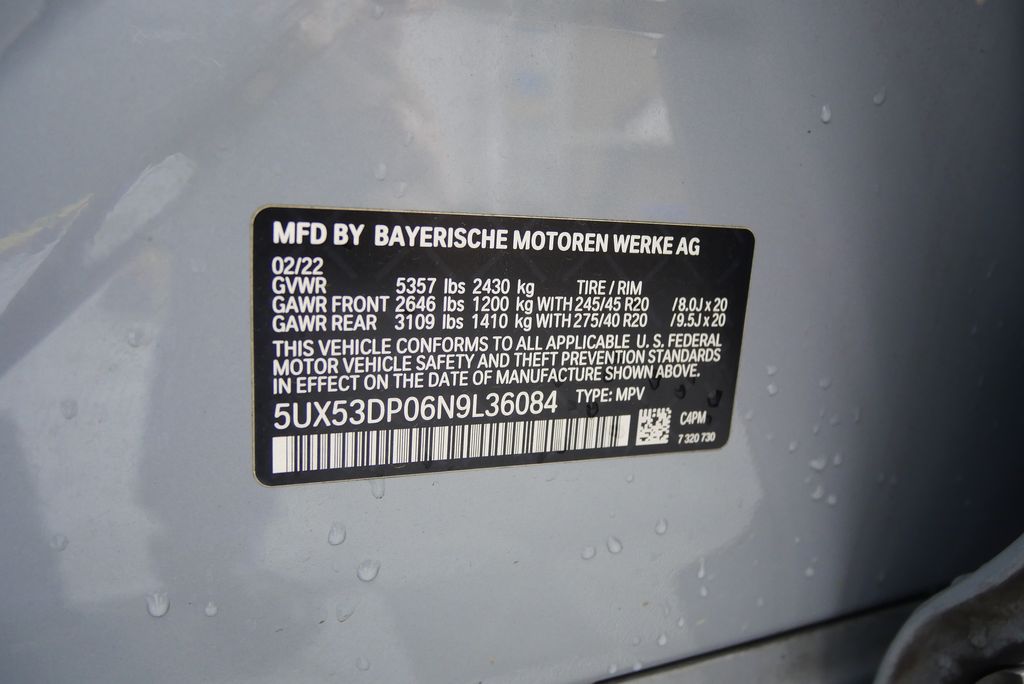 MFD BY BAYERISCHE MOTOREN WERKE AG
02/22
GVWR 5357 lbs 2430 kg TIRE / RIM
GAWR FRONT 2646 lbs 1200 kg WITH 245/45 R20 /8.0J x 20
GAWR REAR 3109 lbs 1410 kg WITH 275/40 R20 /9.5J x 20
THIS VEHICLE CONFORMS TO ALL APPLICABLE U.S. FEDERAL
MOTOR VEHICLE SAFETY AND THEFT PREVENTION STANDARDS
IN EFFECT ON THE DATE OF MANUFACTURE SHOWN ABOVE.
5UX53DP06N9L36084 TYPE: MPV
C4PM
7 320 730